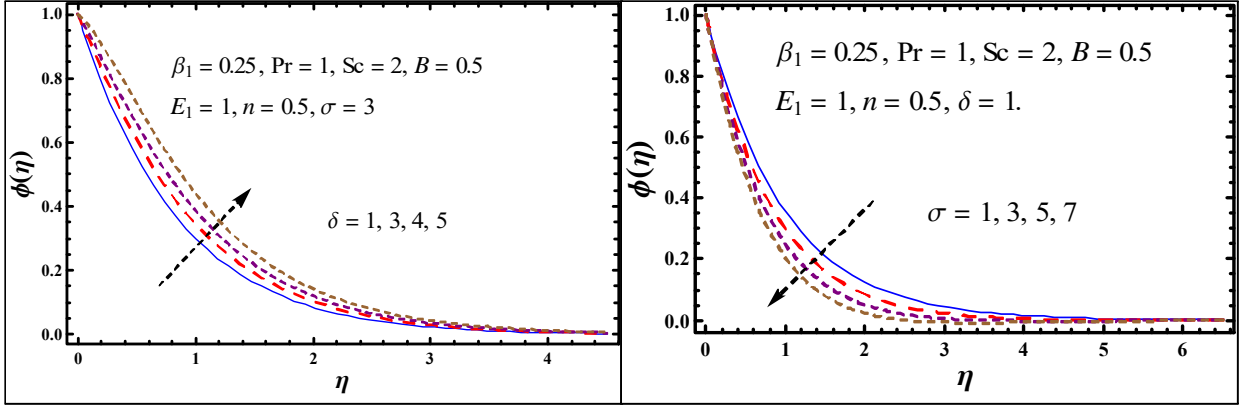 1.0
0.8
0.6
0.4
0.2
0.0
ϕ(η)
β₁ = 0.25, Pr = 1, Sc = 2, B = 0.5
E₁ = 1, n = 0.5, σ = 3
δ = 1, 3, 4, 5
0 1 2 3 4
η
1.0
0.8
0.6
0.4
0.2
0.0
ϕ(η)
β₁ = 0.25, Pr = 1, Sc = 2, B = 0.5
E₁ = 1, n = 0.5, δ = 1.
σ = 1, 3, 5, 7
0 1 2 3 4 5 6
η